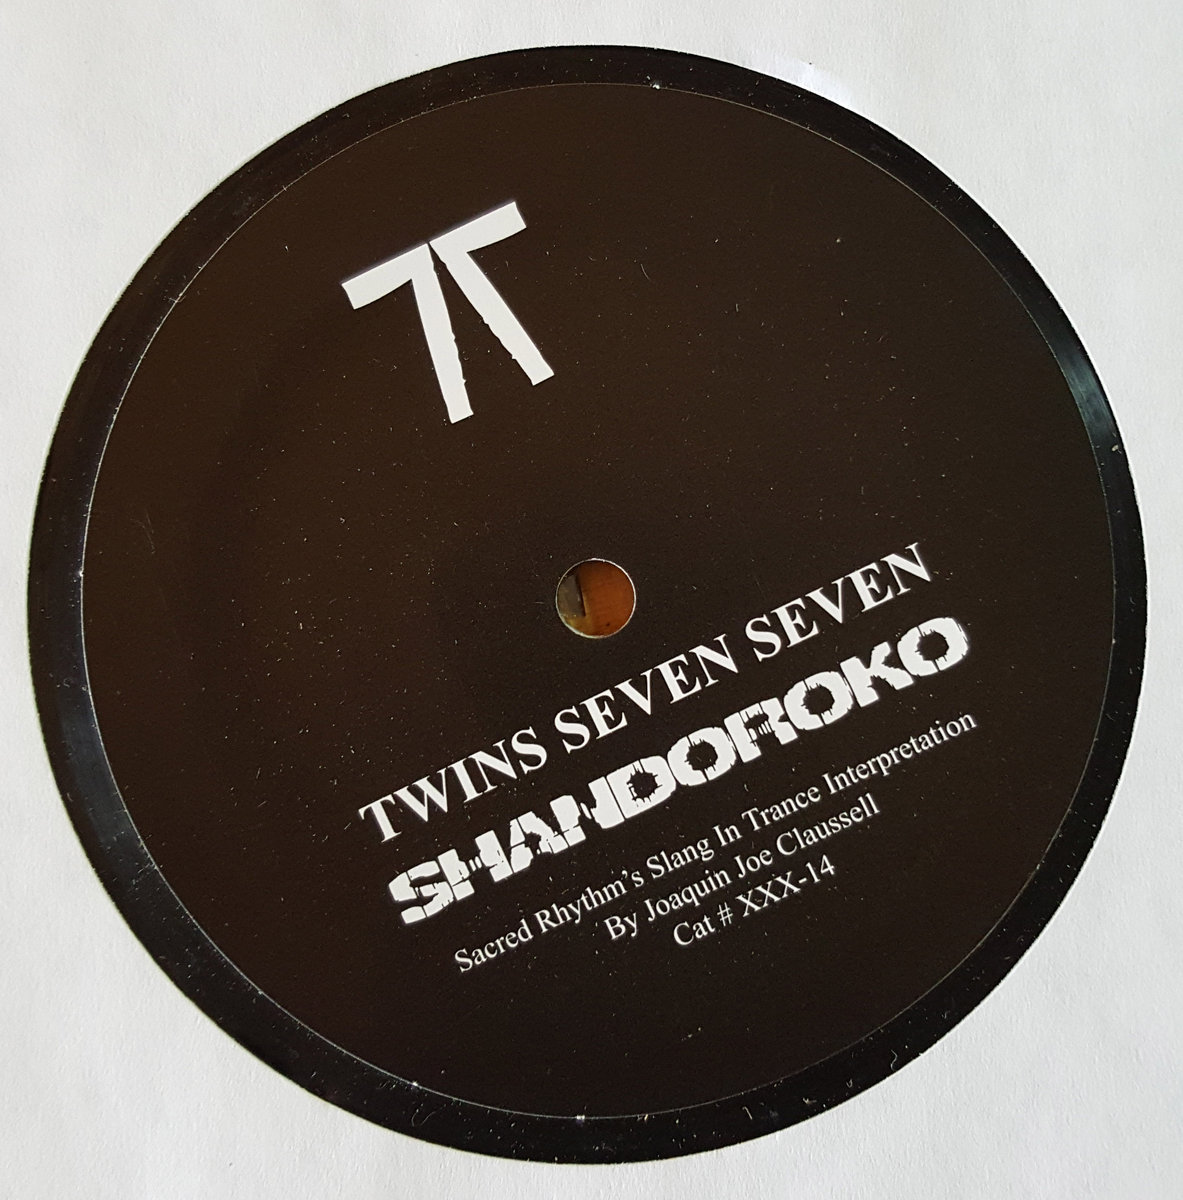 TWINS SEVEN SEVEN
SHANDOROKO
Sacred Rhythm's Slang In Trance Interpretation
By Joaquin Joe Claussell
Cat # XXX-14